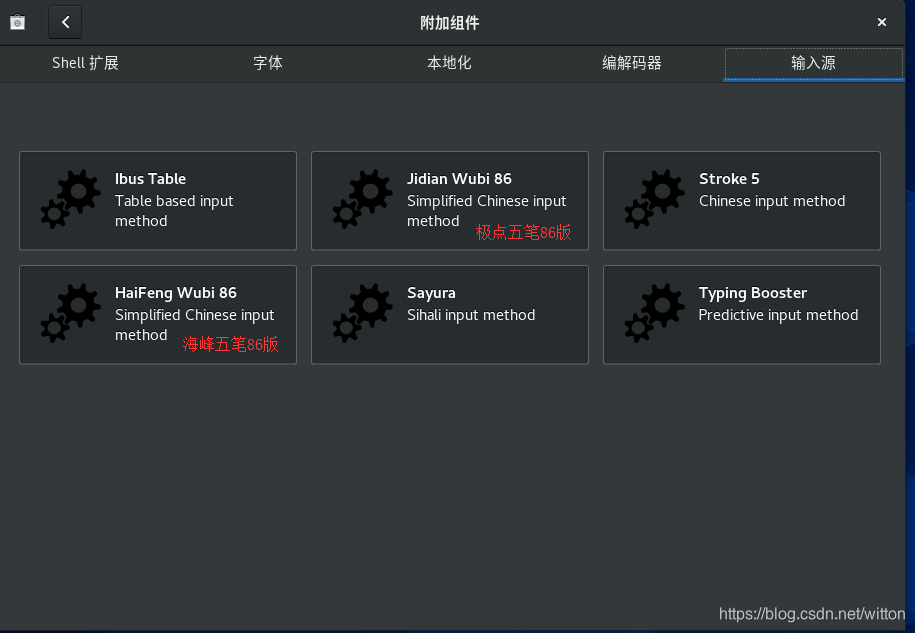 附加组件
Shell 扩展
字体
本地化
编解码器
输入源
Ibus Table
Table based input
method
Jidian Wubi 86
Simplified Chinese input
method
极点五笔86版
Stroke 5
Chinese input method
HaiFeng Wubi 86
Simplified Chinese input
method
海峰五笔86版
Sayura
Sihali input method
Typing Booster
Predictive input method
https://blog.csdn.net/witton